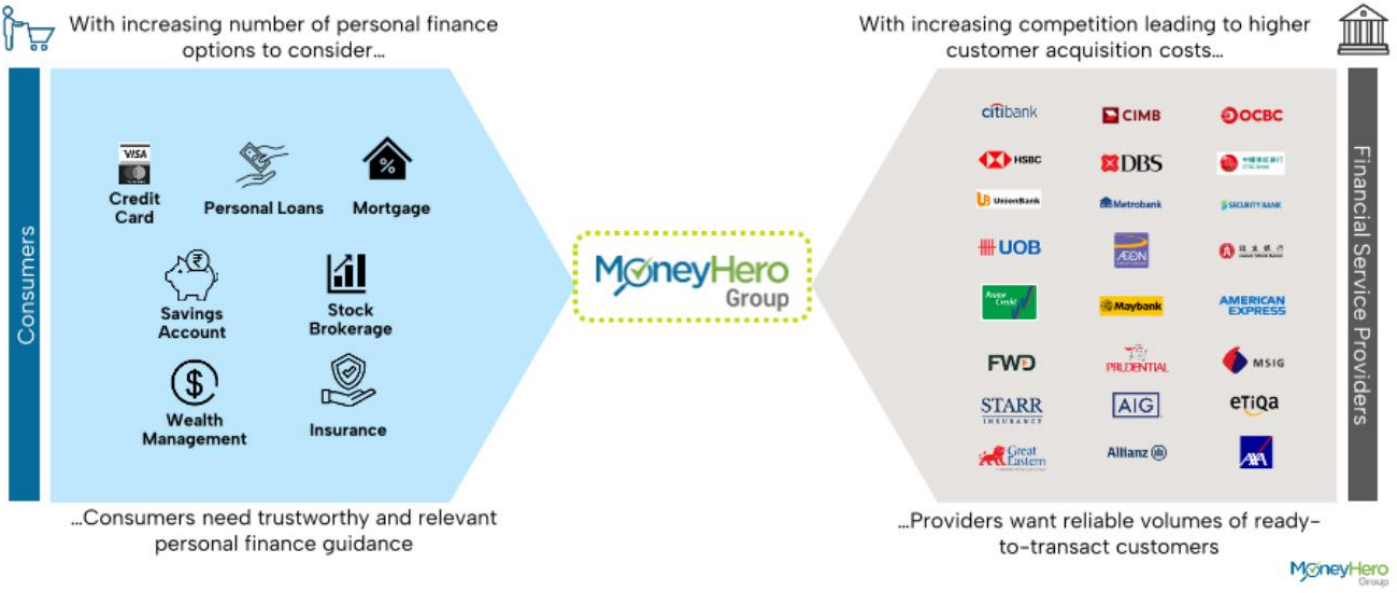 With increasing number of personal finance
options to consider...
With increasing competition leading to higher
customer acquisition costs...
Consumers
VISA
Credit
Card
Personal Loans
%
Mortgage
₹
Savings
Account
Stock
Brokerage
$
Wealth
Management
Insurance
MoneyHero
Group
citibank
CIMB
OCBC
HSBC
DBS
UB UnionBank
Metrobank
SECURITY BANK
UOB
AEON
Credit
Maybank
AMERICAN
EXPRESS
FWD
PRUDENTIAL
MSIG
STARR
INSURANCE
AIG
eTiQa
Great
Eastern
Allianz
AXA
Financial Service Providers
...Consumers need trustworthy and relevant
personal finance guidance
...Providers want reliable volumes of ready-
to-transact customers
MoneyHero
Group